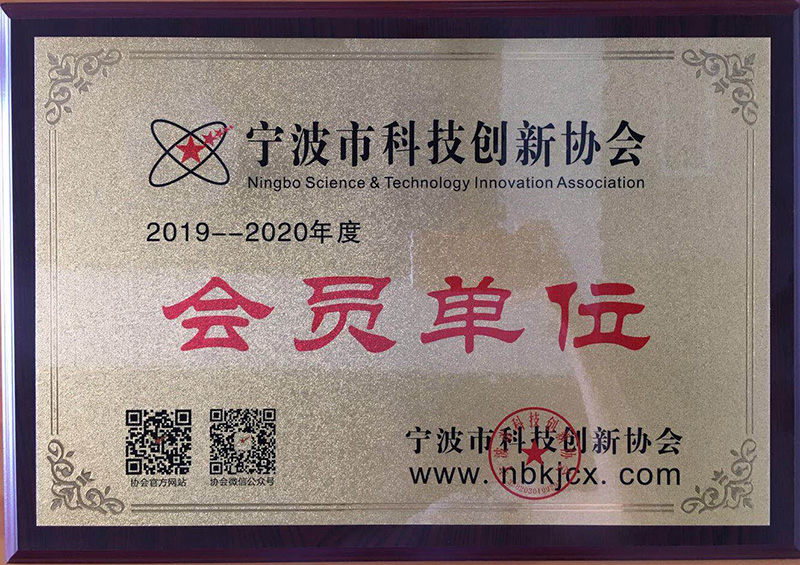 宁波市科技创新协会
Ningbo Science & Technology Innovation Association
2019--2020年度
会员单位
协会官方网站
协会微信公众号
宁波市科技创新协会
www. nbkjcx. com